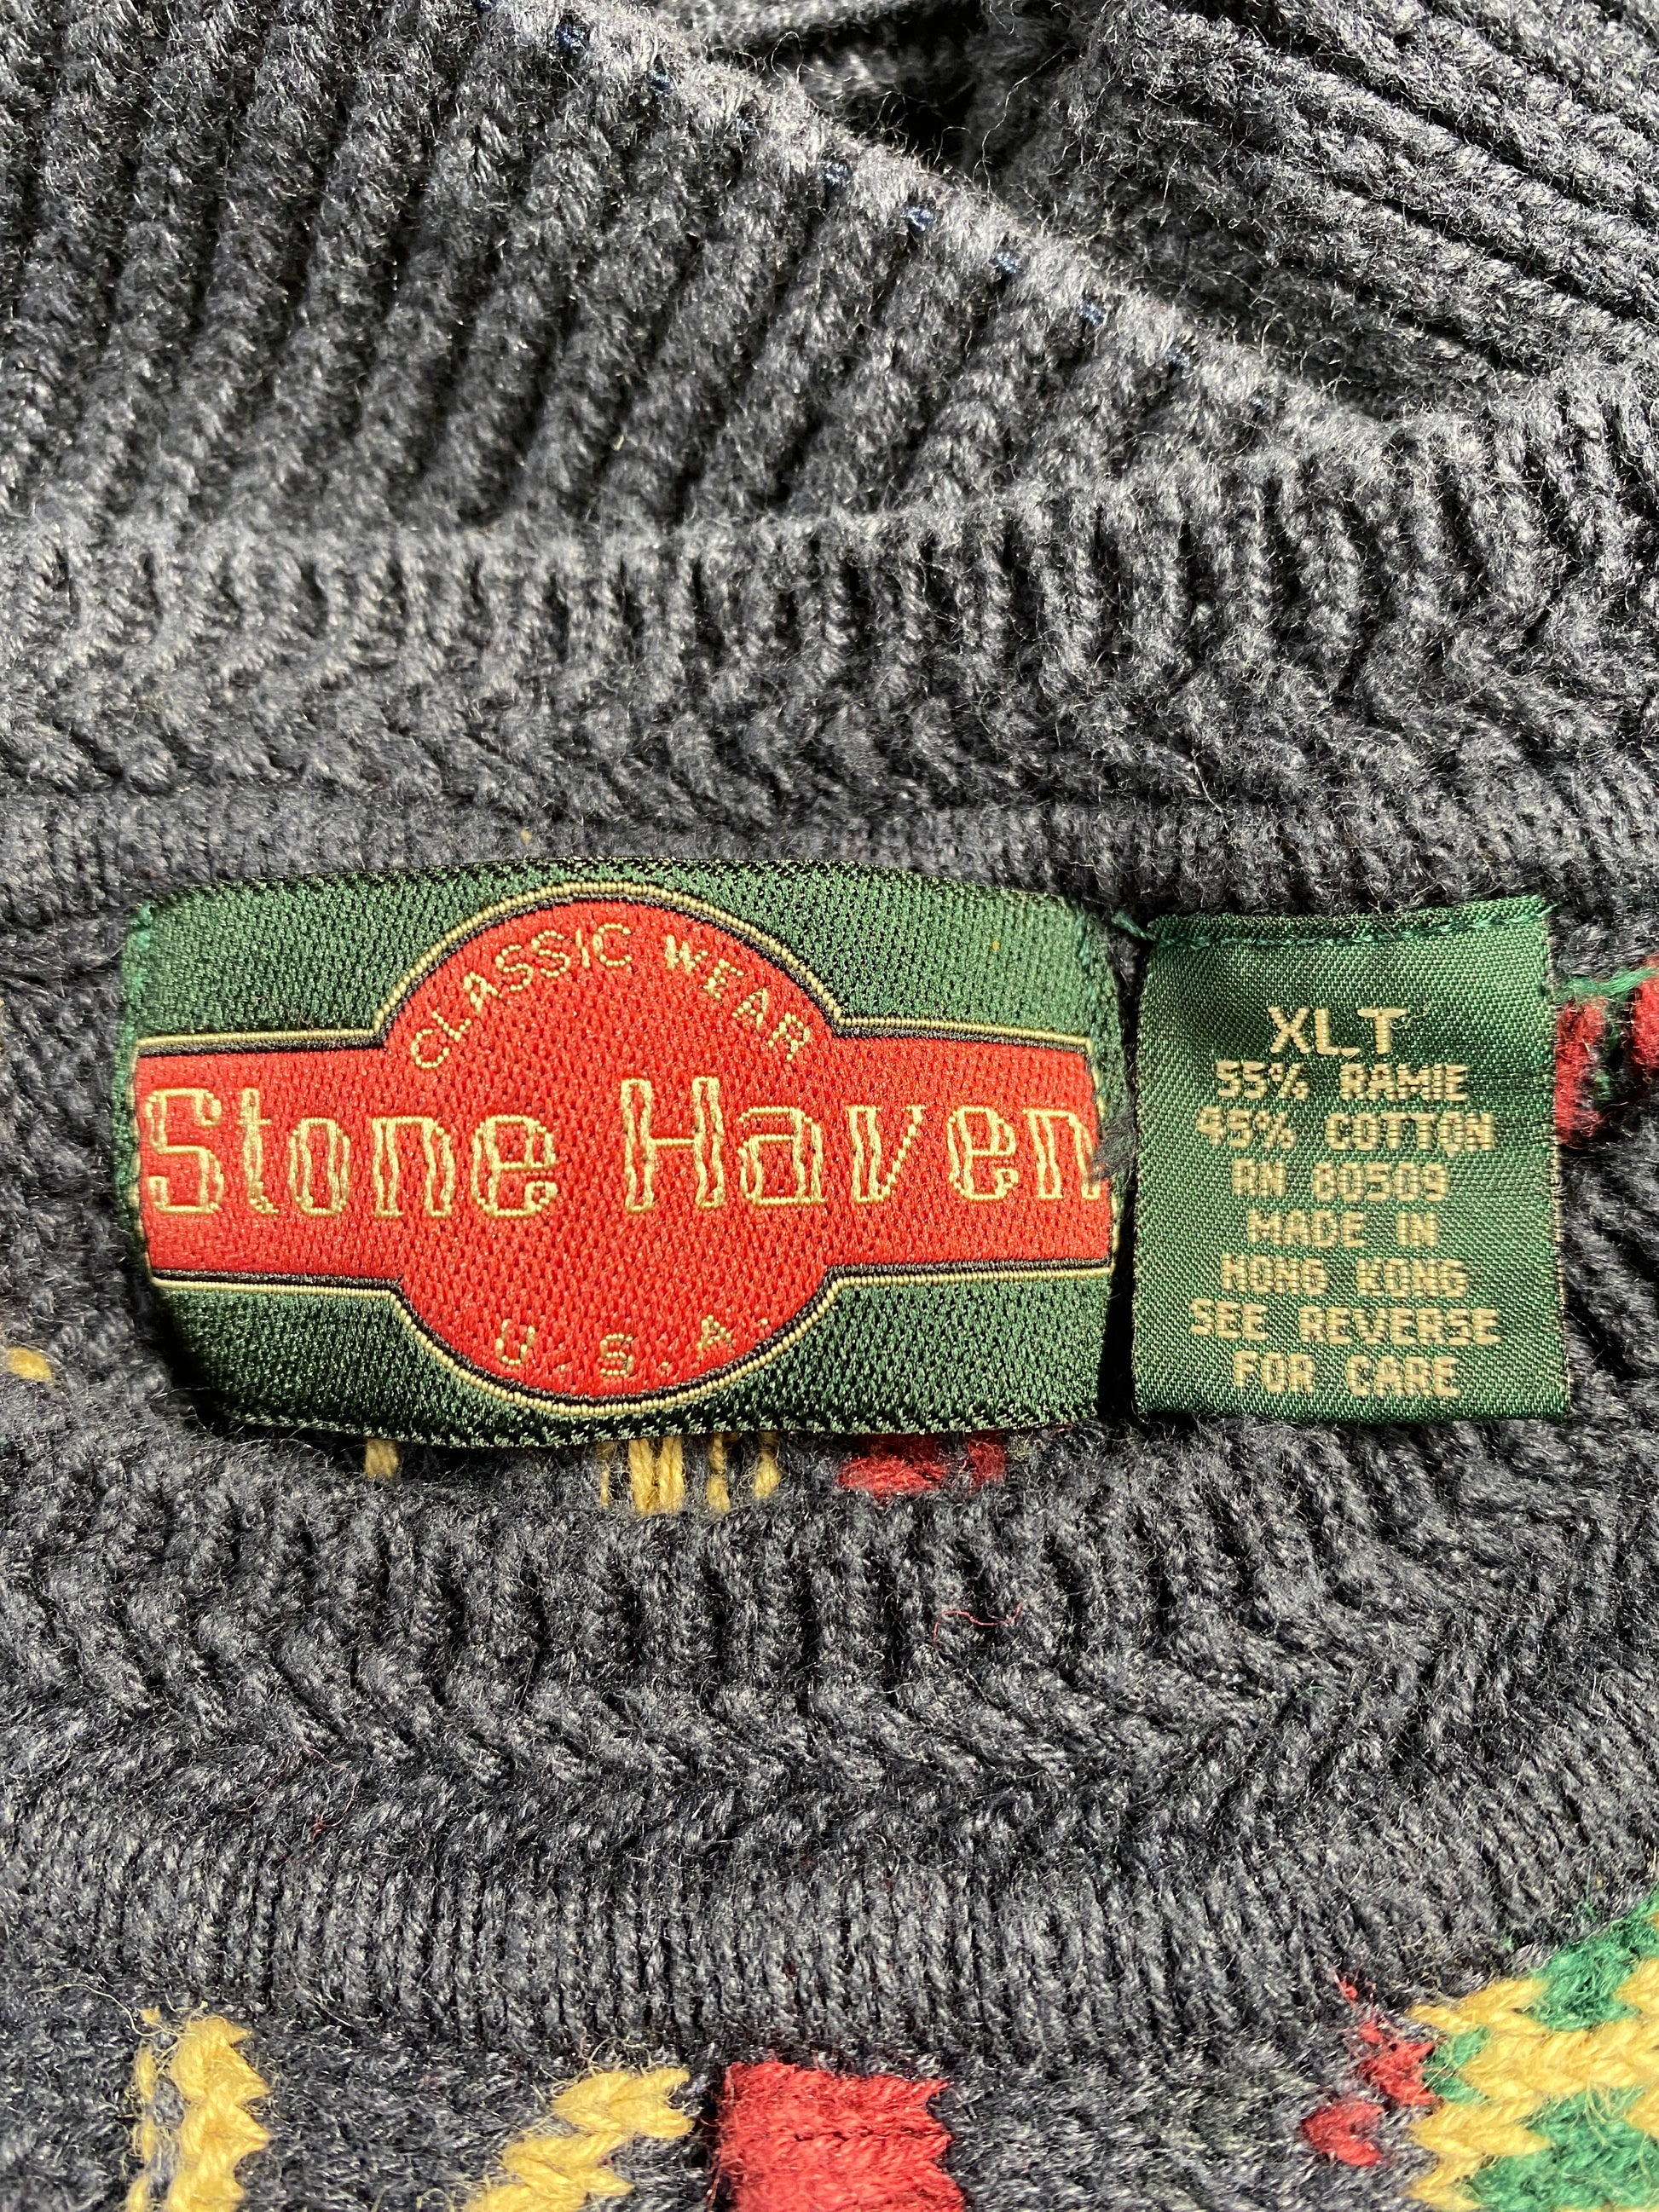 CLASSIC WEAR
Stone Haven
U.S.A.
XLT
55% RAMIE
45% COTTON
RN 80509
MADE IN
HONG KONG
SEE REVERSE
FOR CARE